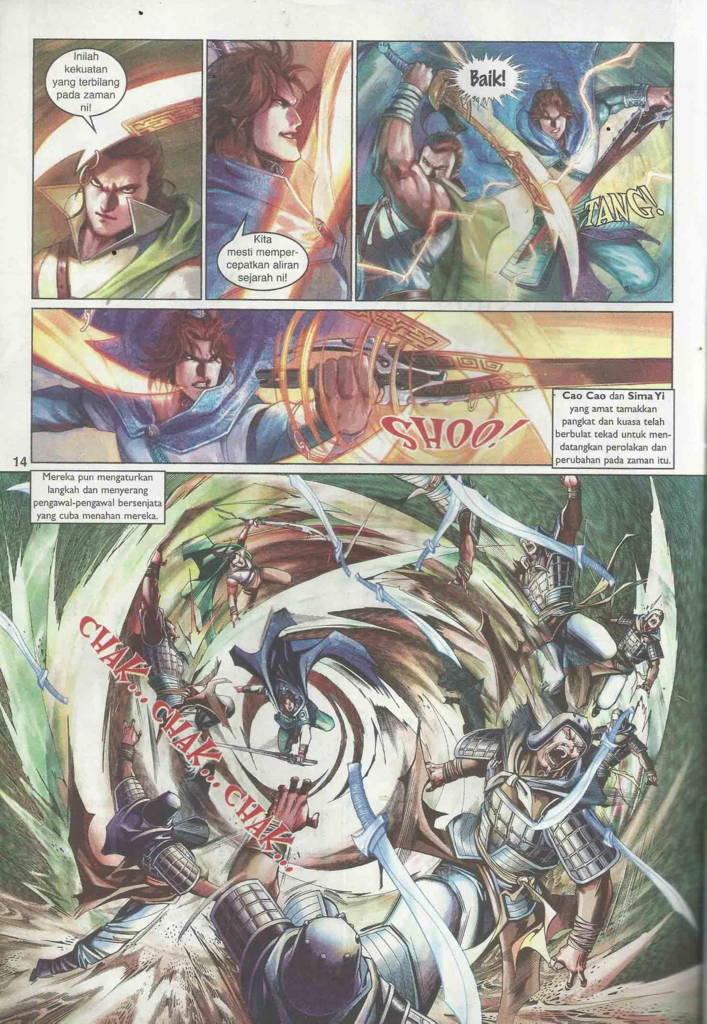 Inilah
kekuatan
yang terbilang
pada zaman
ni!
Kita
mesti memper-
cepatkan aliran
sejarah ni!
Baik!
TANG!
SHOO!
Cao Cao dan Sima Yi
yang amat tamakkan
pangkat dan kuasa telah
berbulat tekad untuk men-
datangkan perolakan dan
perubahan pada zaman itu.
14
Mereka pun mengaturkan
langkah dan menyerang
pengawal-pengawal bersenjata
yang cuba menahan mereka.
CHAK... CHAK... CHAK...